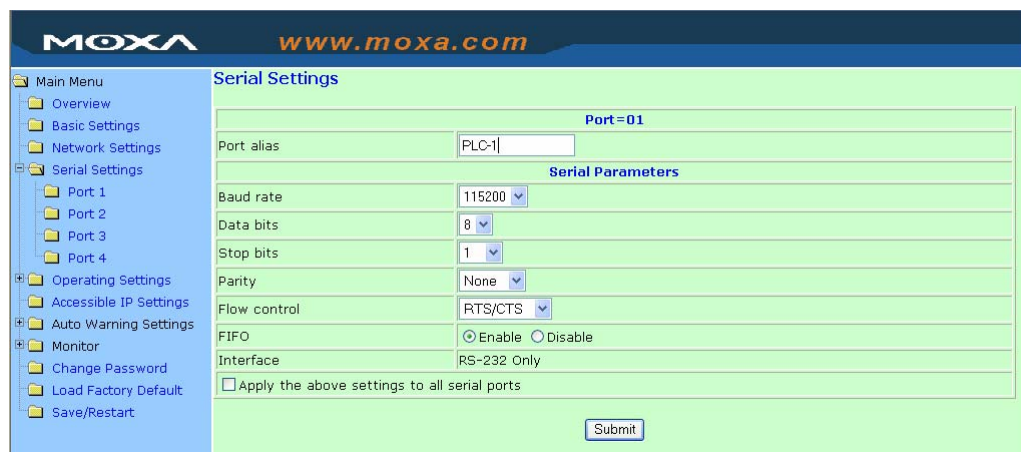 MOXA www.moxa.com
Main Menu
Overview
Basic Settings
Network Settings
Serial Settings
Port 1
Port 2
Port 3
Port 4
Operating Settings
Accessible IP Settings
Auto Warning Settings
Monitor
Change Password
Load Factory Default
Save/Restart
Serial Settings
Port=01
Port alias PLC-1
Serial Parameters
Baud rate 115200
Data bits 8
Stop bits 1
Parity None
Flow control RTS/CTS
FIFO Enable Disable
Interface RS-232 Only
Apply the above settings to all serial ports
Submit